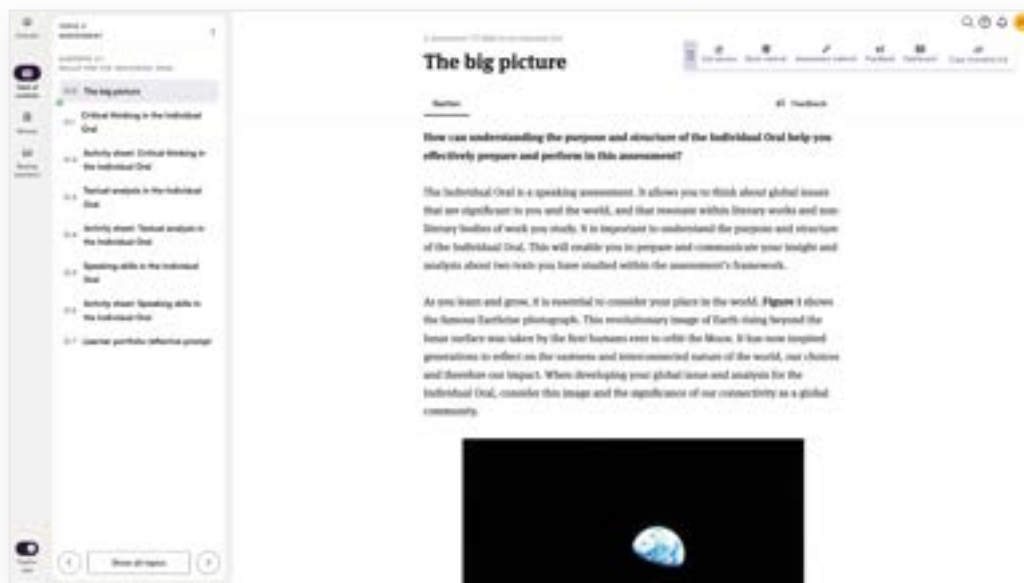 The big picture
Section
Feedback
How can understanding the purpose and structure of the Individual Oral help you
effectively prepare and perform in this assessment?
The Individual Oral is a speaking assessment. It allows you to think about global issues
that are significant to you and the world, and that resonate within literary works and non-
literary bodies of work you study. It is important to understand the purpose and structure
of the Individual Oral. This will enable you to prepare and communicate your insight and
analysis about two texts you have studied within the assessment's framework.
As you learn and grow, it is essential to consider your place in the world. Figure 1 shows
the famous Earthrise photograph. This revolutionary image of Earth rising beyond the
lunar surface was taken by the first humans ever to orbit the Moon. It has now inspired
generations to reflect on the vastness and interconnected nature of the world, our choices
and therefore our impact. When developing your global issue and analysis for the
Individual Oral, consider this image and the significance of our connectivity as a global
community.
The big picture
Critical thinking in the Individual
Oral
Activity sheet: Critical thinking in
the Individual Oral
Textual analysis in the Individual
Oral
Activity sheet: Textual analysis in
the Individual Oral
Speaking skills in the Individual
Oral
Activity sheet: Speaking skills in
the Individual Oral
Learner portfolio reflective prompt
Show all topics